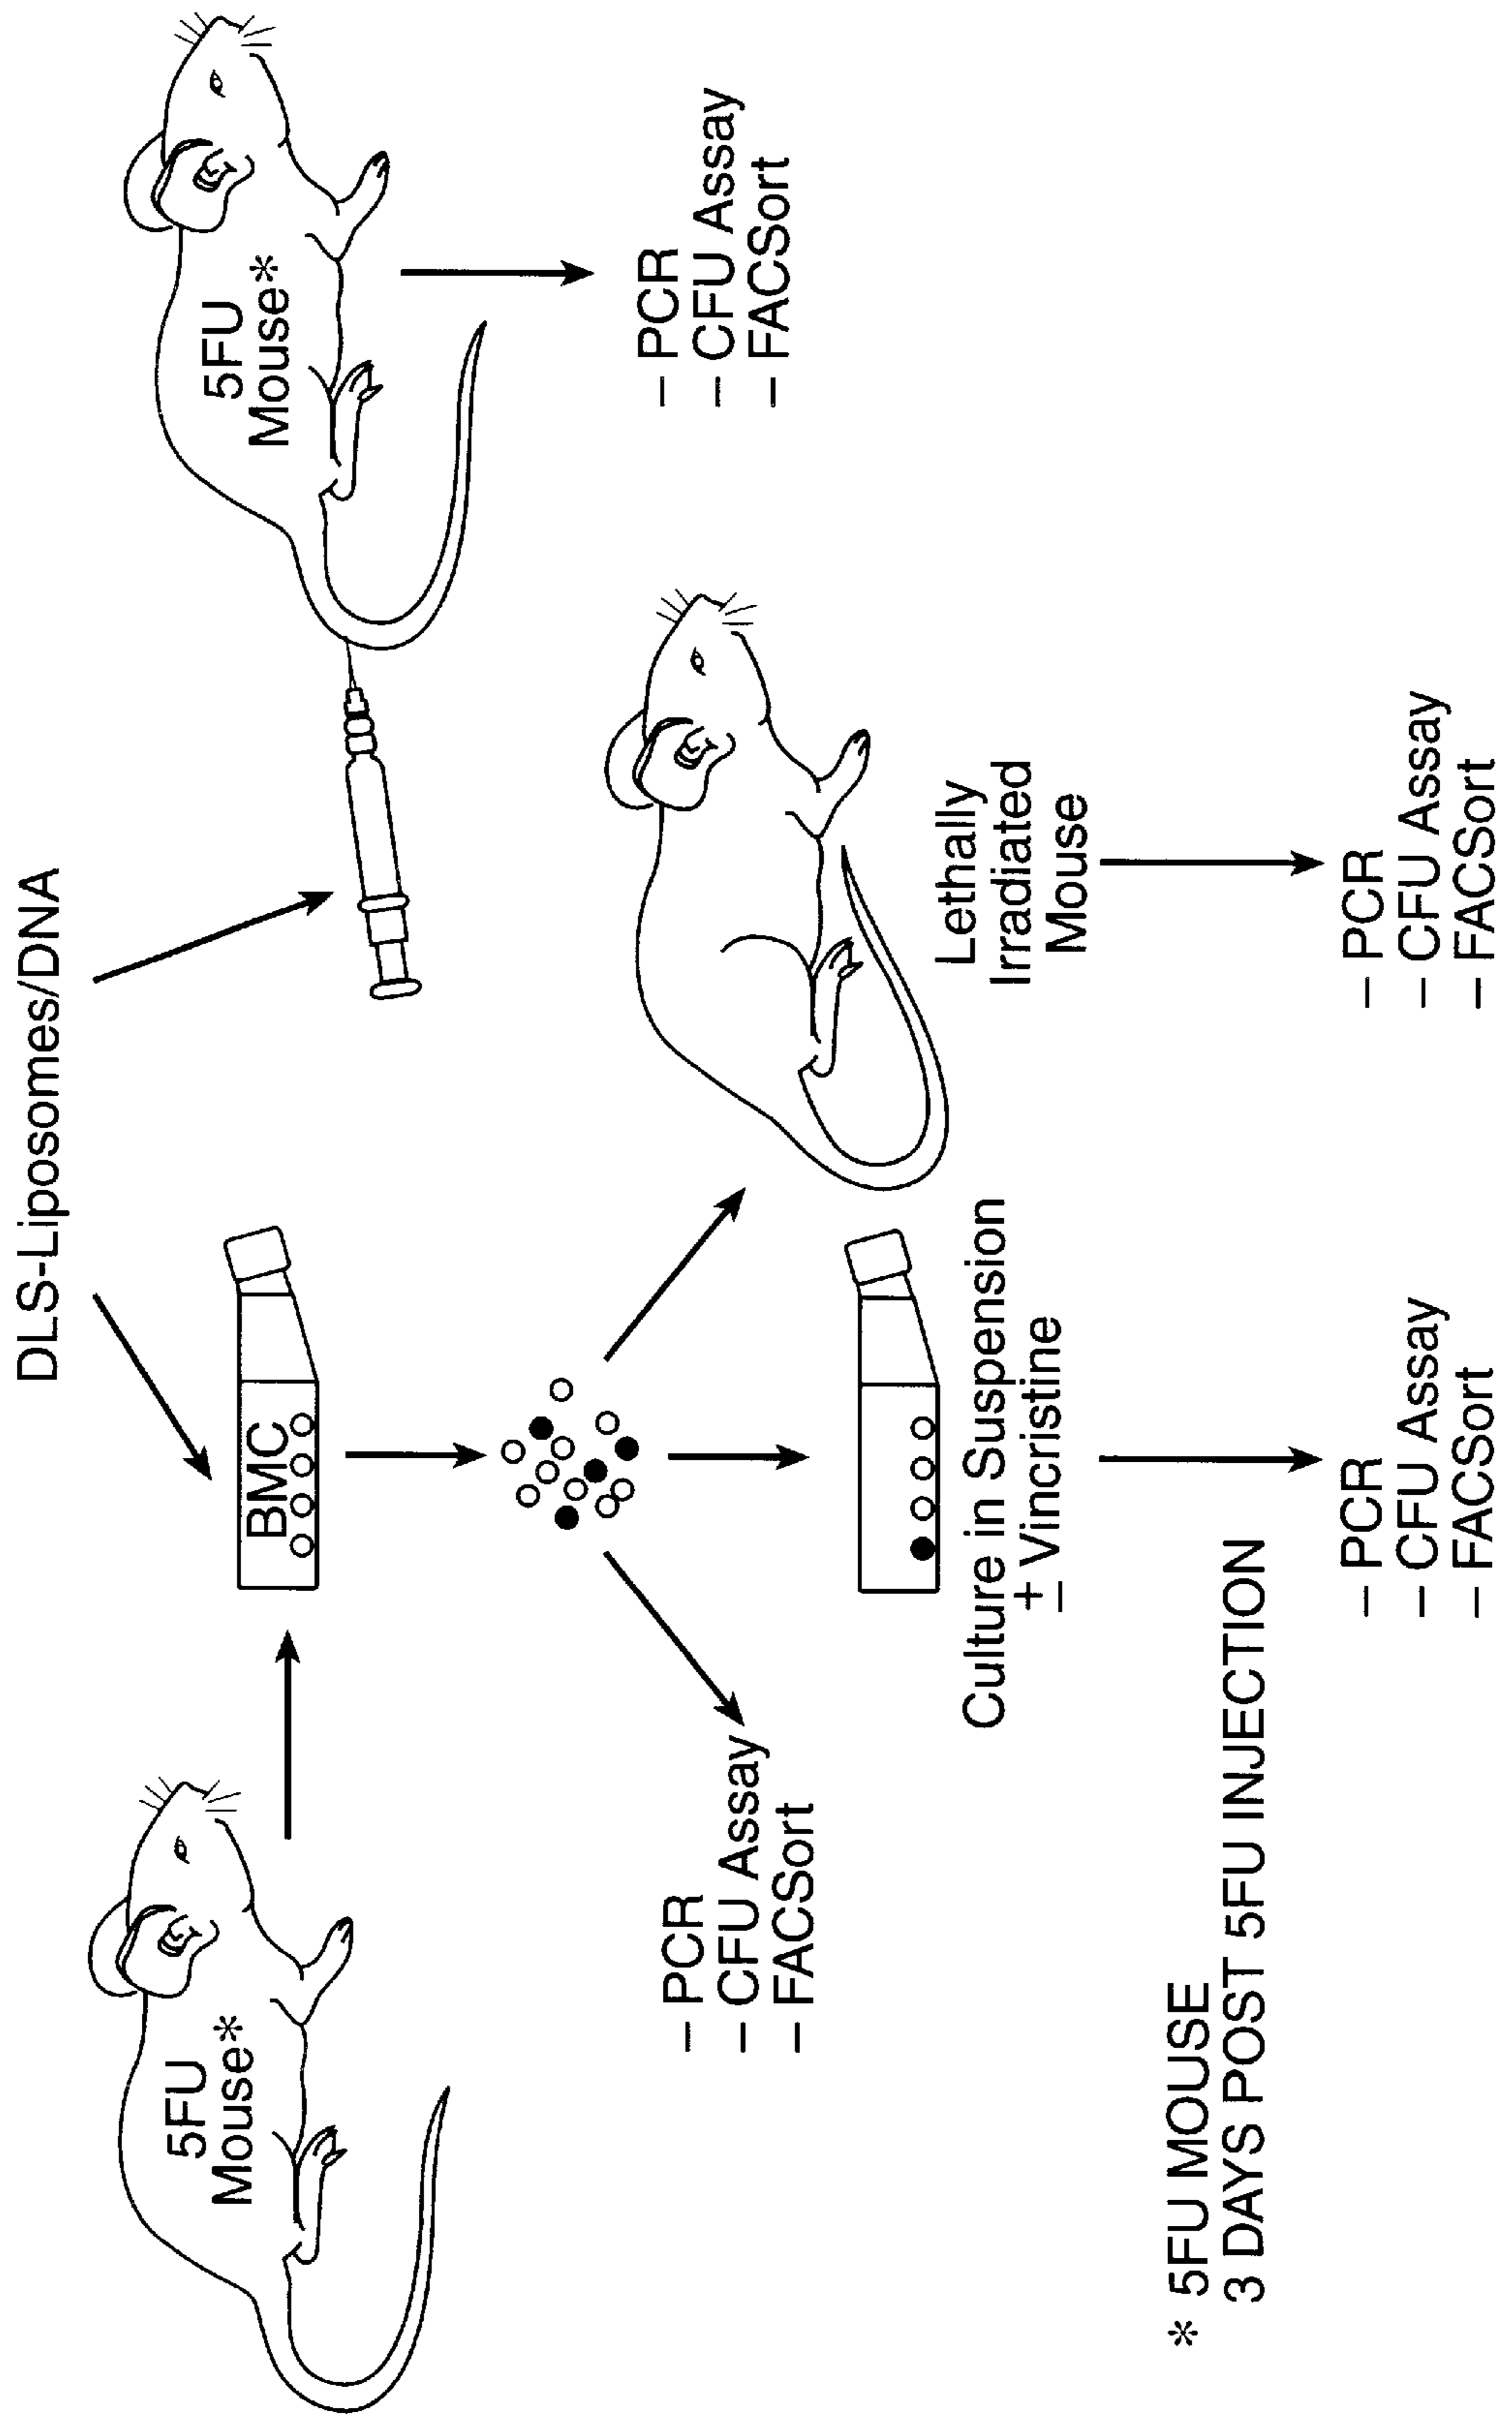 DLS-Liposomes/DNA
5FU
Mouse*
BMC
5FU
Mouse*
– PCR
– CFU Assay
– FACSort
– PCR
– CFU Assay
– FACSort
Culture in Suspension
± Vincristine
Lethally
Irradiated
Mouse
* 5FU MOUSE
3 DAYS POST 5FU INJECTION
– PCR
– CFU Assay
– FACSort
– PCR
– CFU Assay
– FACSort